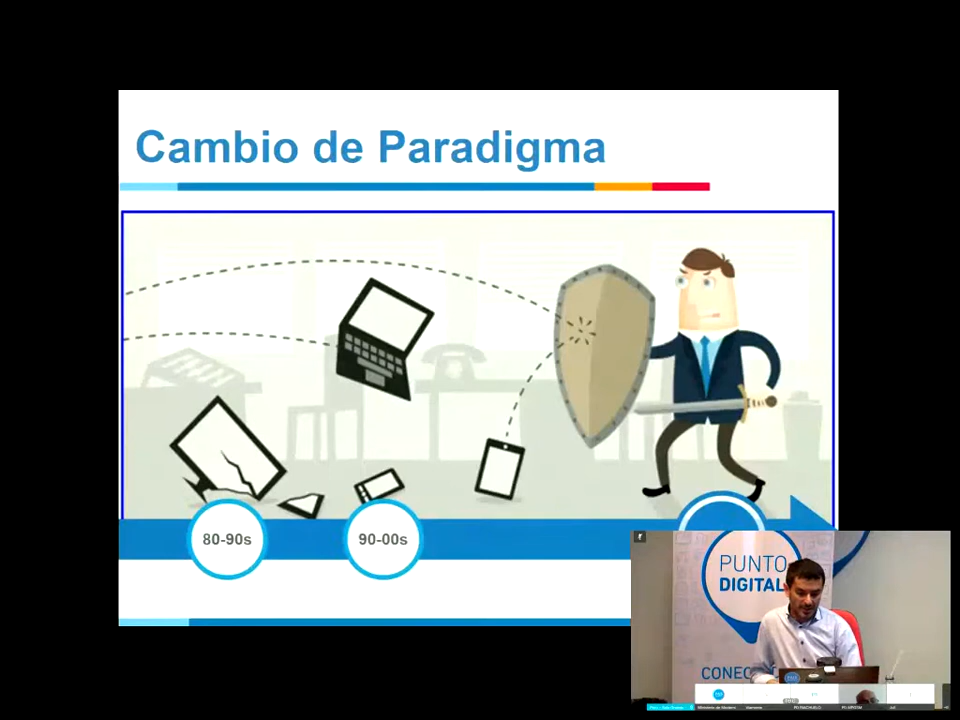 Cambio de Paradigma
80-90s
90-00s
PUNTO
DIGITAL